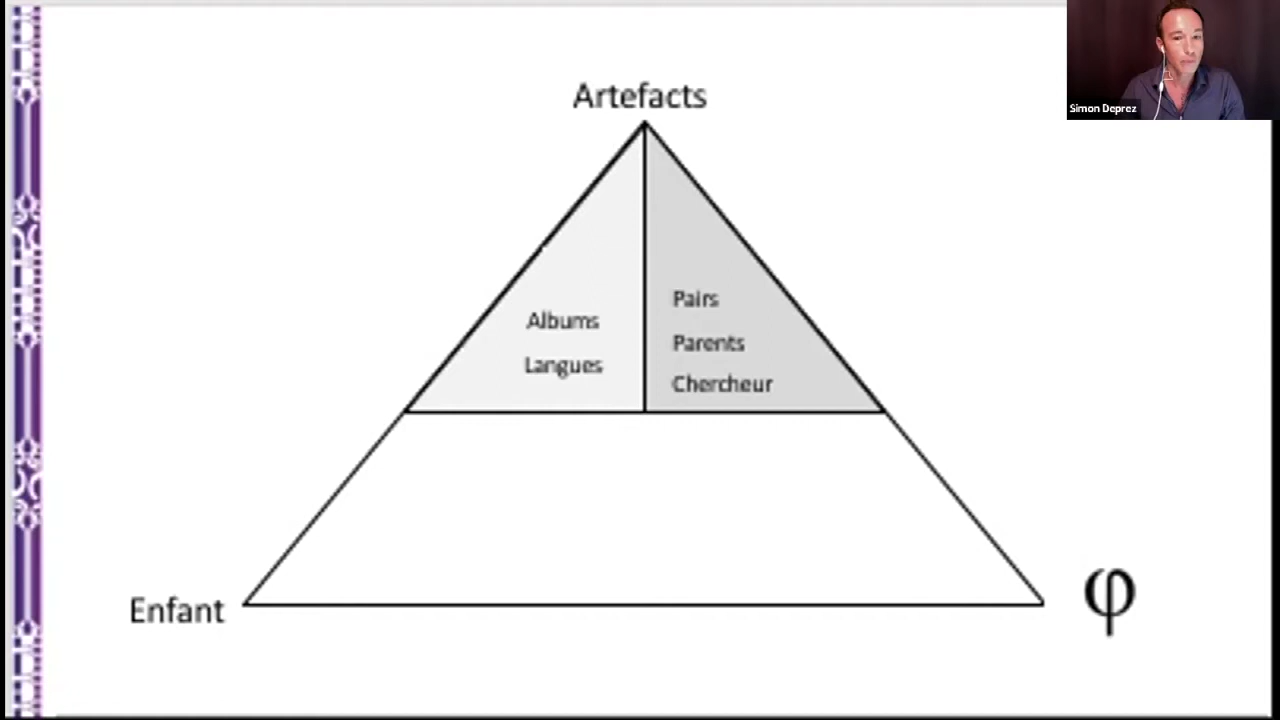 Artefacts
Simon Deprez
Albums
Langues
Pairs
Parents
Chercheur
Enfant
φ